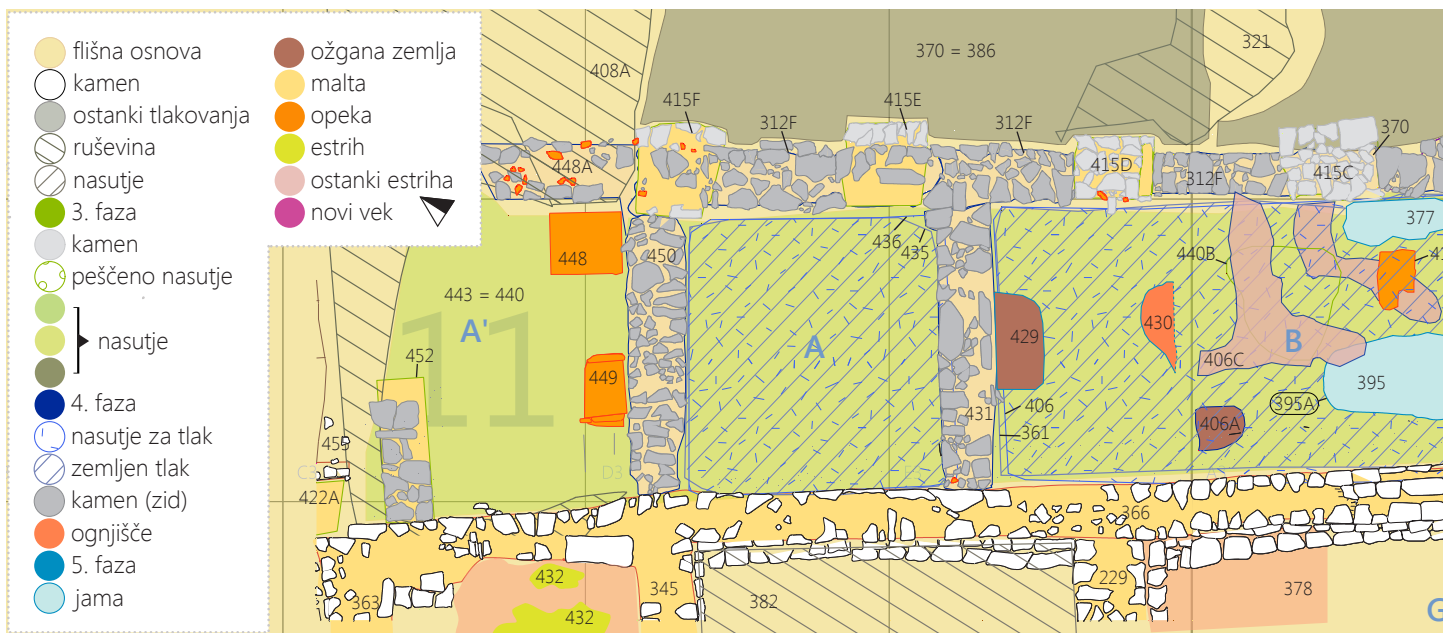 flišna osnova
kamen
ostanki tlakovanja
ruševina
nasutje
3. faza
kamen
peščeno nasutje
nasutje
4. faza
nasutje za tlak
zemljen tlak
kamen (zid)
ognjišče
5. faza
jama
ožgana zemlja
malta
opeka
estrih
ostanki estriha
novi vek
370 = 386
321
408A
415F
415E
312F
312F
370
448A
415D
312F
415C
377
448
450
436
435
440B
443 = 440
11
A'
A
B
429
430
452
449
406C
395
395A
406
431
361
406A
455
C3
D3
422A
366
432
345
363
432
382
229
378